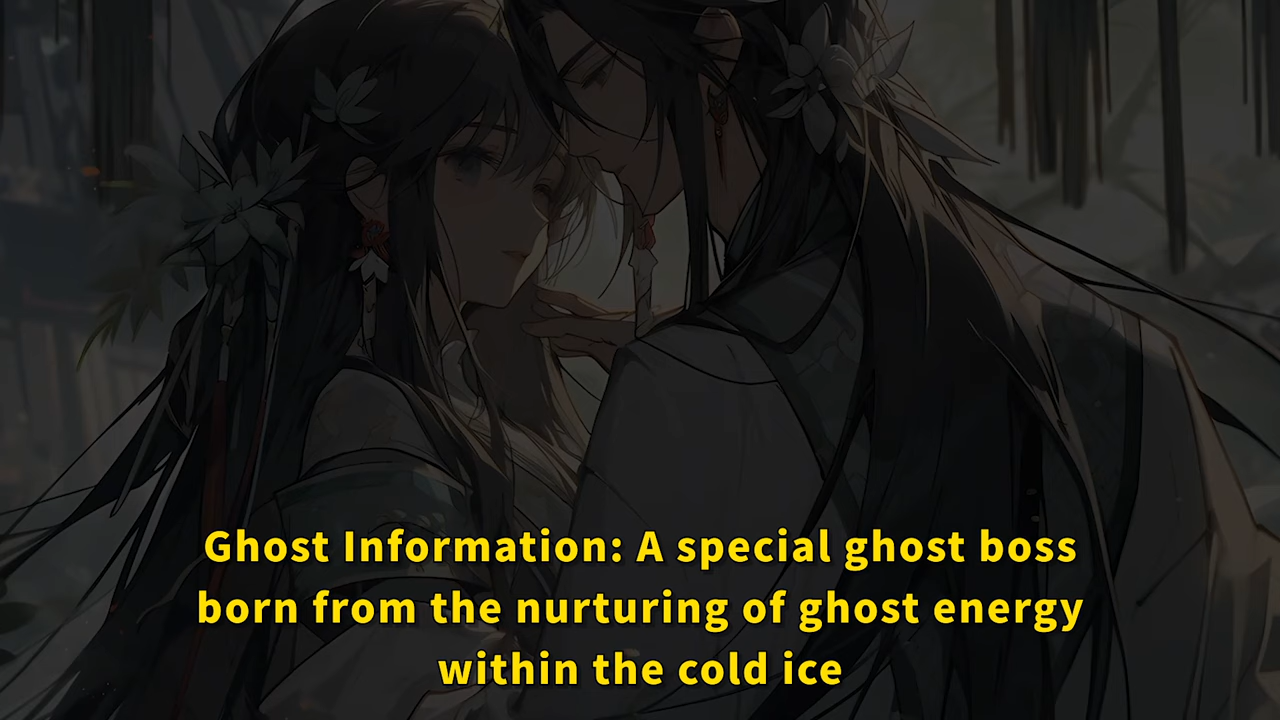 Ghost Information: A special ghost boss
born from the nurturing of ghost energy
within the cold ice